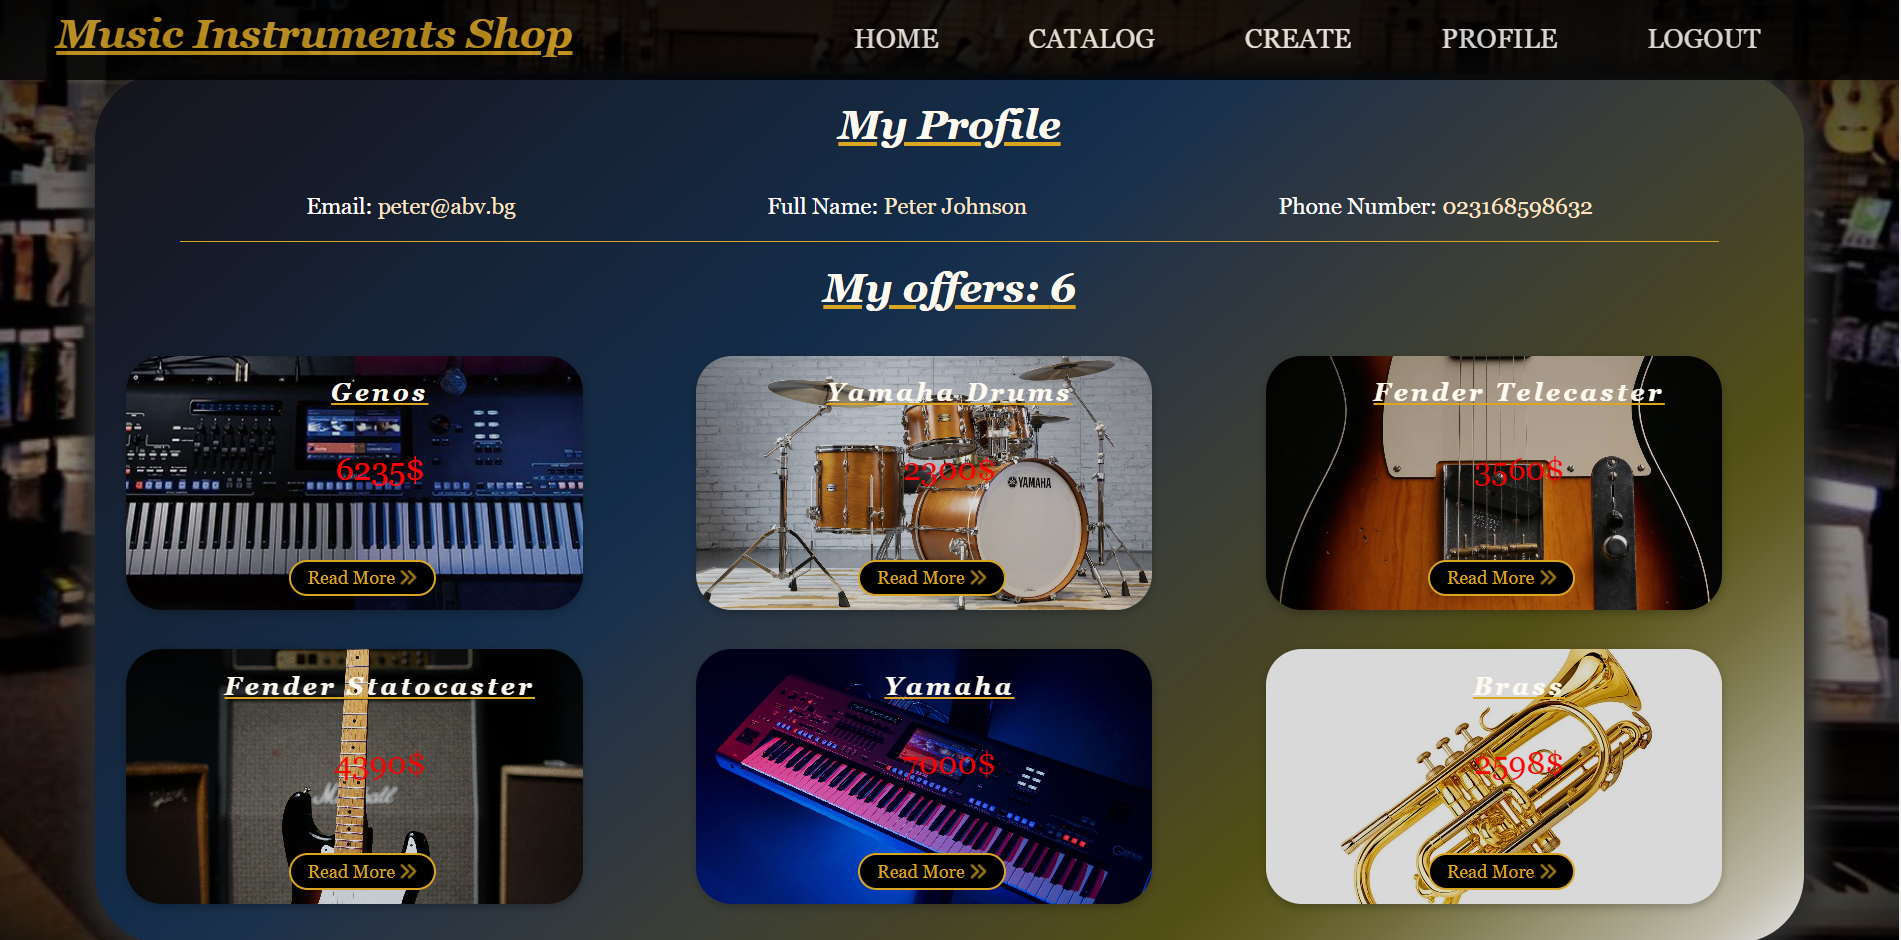 Music Instruments Shop
HOME
CATALOG
CREATE
PROFILE
LOGOUT
My Profile
Email: peter@abv.bg
Full Name: Peter Johnson
Phone Number: 023168598632
My offers: 6
Genos
6235$
Read More
Yamaha Drums
2300$
YAMAHA
Read More
Fender Telecaster
3560$
Read More
Fender Statocaster
4390$
Read More
Yamaha
7000$
Genos
Read More
Brass
2598$
Read More